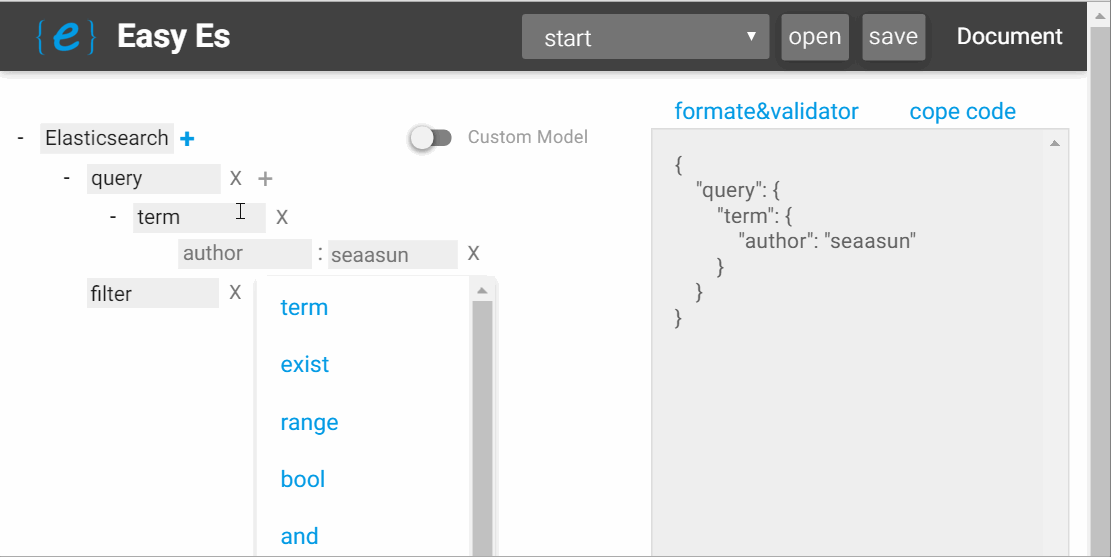 {e} Easy Es
start ▼ open save Document
- Elasticsearch + Custom Model
- query X +
- term X
author : seaasun X
filter X
term
exist
range
bool
and
formate&validator cope code
{
"query": {
"term": {
"author": "seaasun"
}
}
}